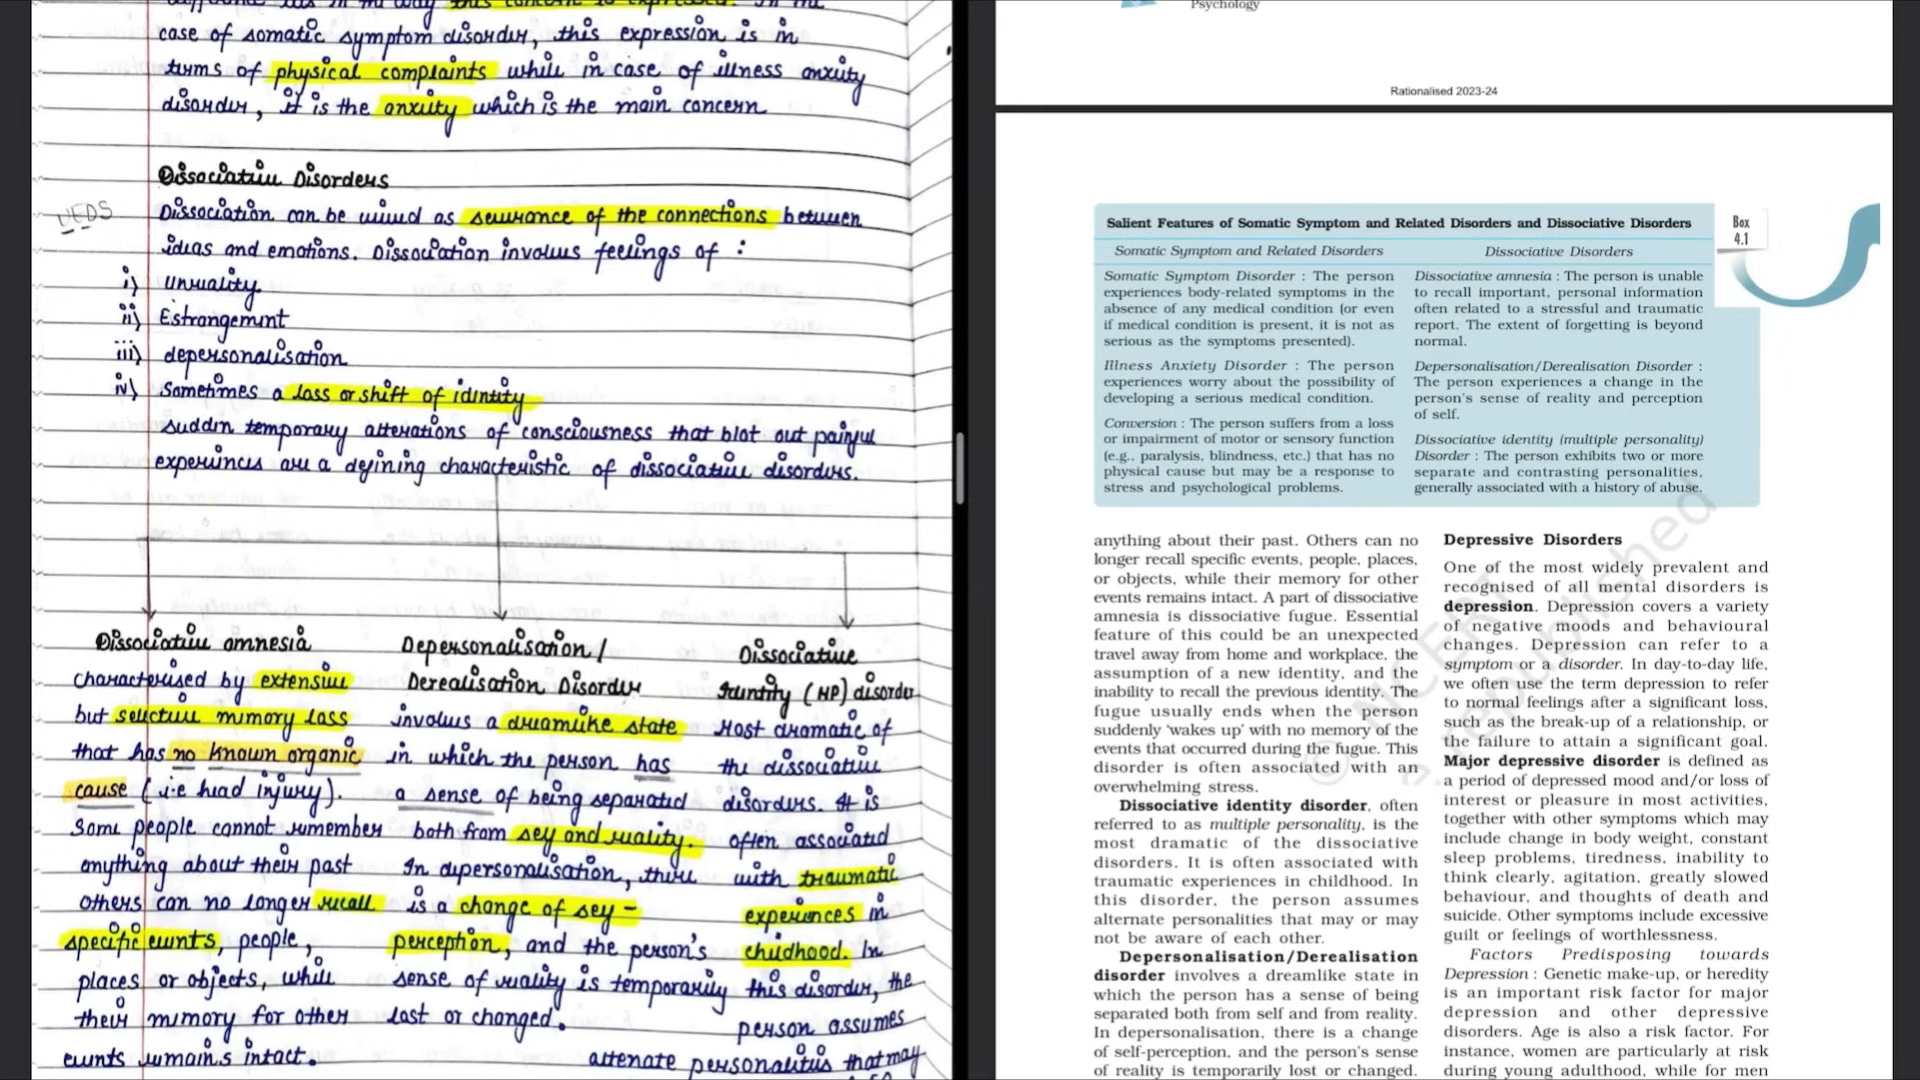 case of somatic symptom disorder, this expression is in
terms of physical complaints while in case of illness anxiety
disorder, it is the anxiety which is the main concern
Dissociative Disorders
UEDS
Dissociation can be viewed as severance of the connections between
ideas and emotions. Dissociation involves feelings of :
i) Unreality
ii) Estrangement
iii) depersonalisation
iv) Sometimes a loss or shift of identity
sudden temporary alterations of consciousness that blot out painful
experiences are a defining characteristic of dissociative disorders.
Dissociative amnesia
characterised by extensive
but selective memory loss
that has no known organic
cause (i.e head injury).
Some people cannot remember
anything about their past
others can no longer recall
specific events, people,
places or objects, while
their memory for other
events remains intact.
Depersonalisation /
Derealisation Disorder
involves a dreamlike state
in which the person has
a sense of being separated
both from self and reality.
In depersonalisation, there
is a change of self-
perception, and the person's
sense of reality is temporarily
lost or changed.
Dissociative
Identity (MP) disorder
Most dramatic of
the dissociative
disorders. It is
often associated
with traumatic
experiences in
childhood. In
this disorder, the
person assumes
alternate personalities that may
Psychology
Rationalised 2023-24
Salient Features of Somatic Symptom and Related Disorders and Dissociative Disorders
Box
4.1
Somatic Symptom and Related Disorders
Somatic Symptom Disorder : The person
experiences body-related symptoms in the
absence of any medical condition (or even
if medical condition is present, it is not as
serious as the symptoms presented).
Illness Anxiety Disorder : The person
experiences worry about the possibility of
developing a serious medical condition.
Conversion : The person suffers from a loss
or impairment of motor or sensory function
(e.g., paralysis, blindness, etc.) that has no
physical cause but may be a response to
stress and psychological problems.
Dissociative Disorders
Dissociative amnesia : The person is unable
to recall important, personal information
often related to a stressful and traumatic
report. The extent of forgetting is beyond
normal.
Depersonalisation/Derealisation Disorder :
The person experiences a change in the
person's sense of reality and perception
of self.
Dissociative identity (multiple personality)
Disorder : The person exhibits two or more
separate and contrasting personalities,
generally associated with a history of abuse.
anything about their past. Others can no
longer recall specific events, people, places,
or objects, while their memory for other
events remains intact. A part of dissociative
amnesia is dissociative fugue. Essential
feature of this could be an unexpected
travel away from home and workplace, the
assumption of a new identity, and the
inability to recall the previous identity. The
fugue usually ends when the person
suddenly 'wakes up' with no memory of the
events that occurred during the fugue. This
disorder is often associated with an
overwhelming stress.
Dissociative identity disorder, often
referred to as multiple personality, is the
most dramatic of the dissociative
disorders. It is often associated with
traumatic experiences in childhood. In
this disorder, the person assumes
alternate personalities that may or may
not be aware of each other.
Depersonalisation/Derealisation
disorder involves a dreamlike state in
which the person has a sense of being
separated both from self and from reality.
In depersonalisation, there is a change
of self-perception, and the person's sense
of reality is temporarily lost or changed.
Depressive Disorders
One of the most widely prevalent and
recognised of all mental disorders is
depression. Depression covers a variety
of negative moods and behavioural
changes. Depression can refer to a
symptom or a disorder. In day-to-day life,
we often use the term depression to refer
to normal feelings after a significant loss,
such as the break-up of a relationship, or
the failure to attain a significant goal.
Major depressive disorder is defined as
a period of depressed mood and/or loss of
interest or pleasure in most activities,
together with other symptoms which may
include change in body weight, constant
sleep problems, tiredness, inability to
think clearly, agitation, greatly slowed
behaviour, and thoughts of death and
suicide. Other symptoms include excessive
guilt or feelings of worthlessness.
Factors Predisposing towards
Depression : Genetic make-up, or heredity
is an important risk factor for major
depression and other depressive
disorders. Age is also a risk factor. For
instance, women are particularly at risk
during young adulthood, while for men
© NCERT
republished